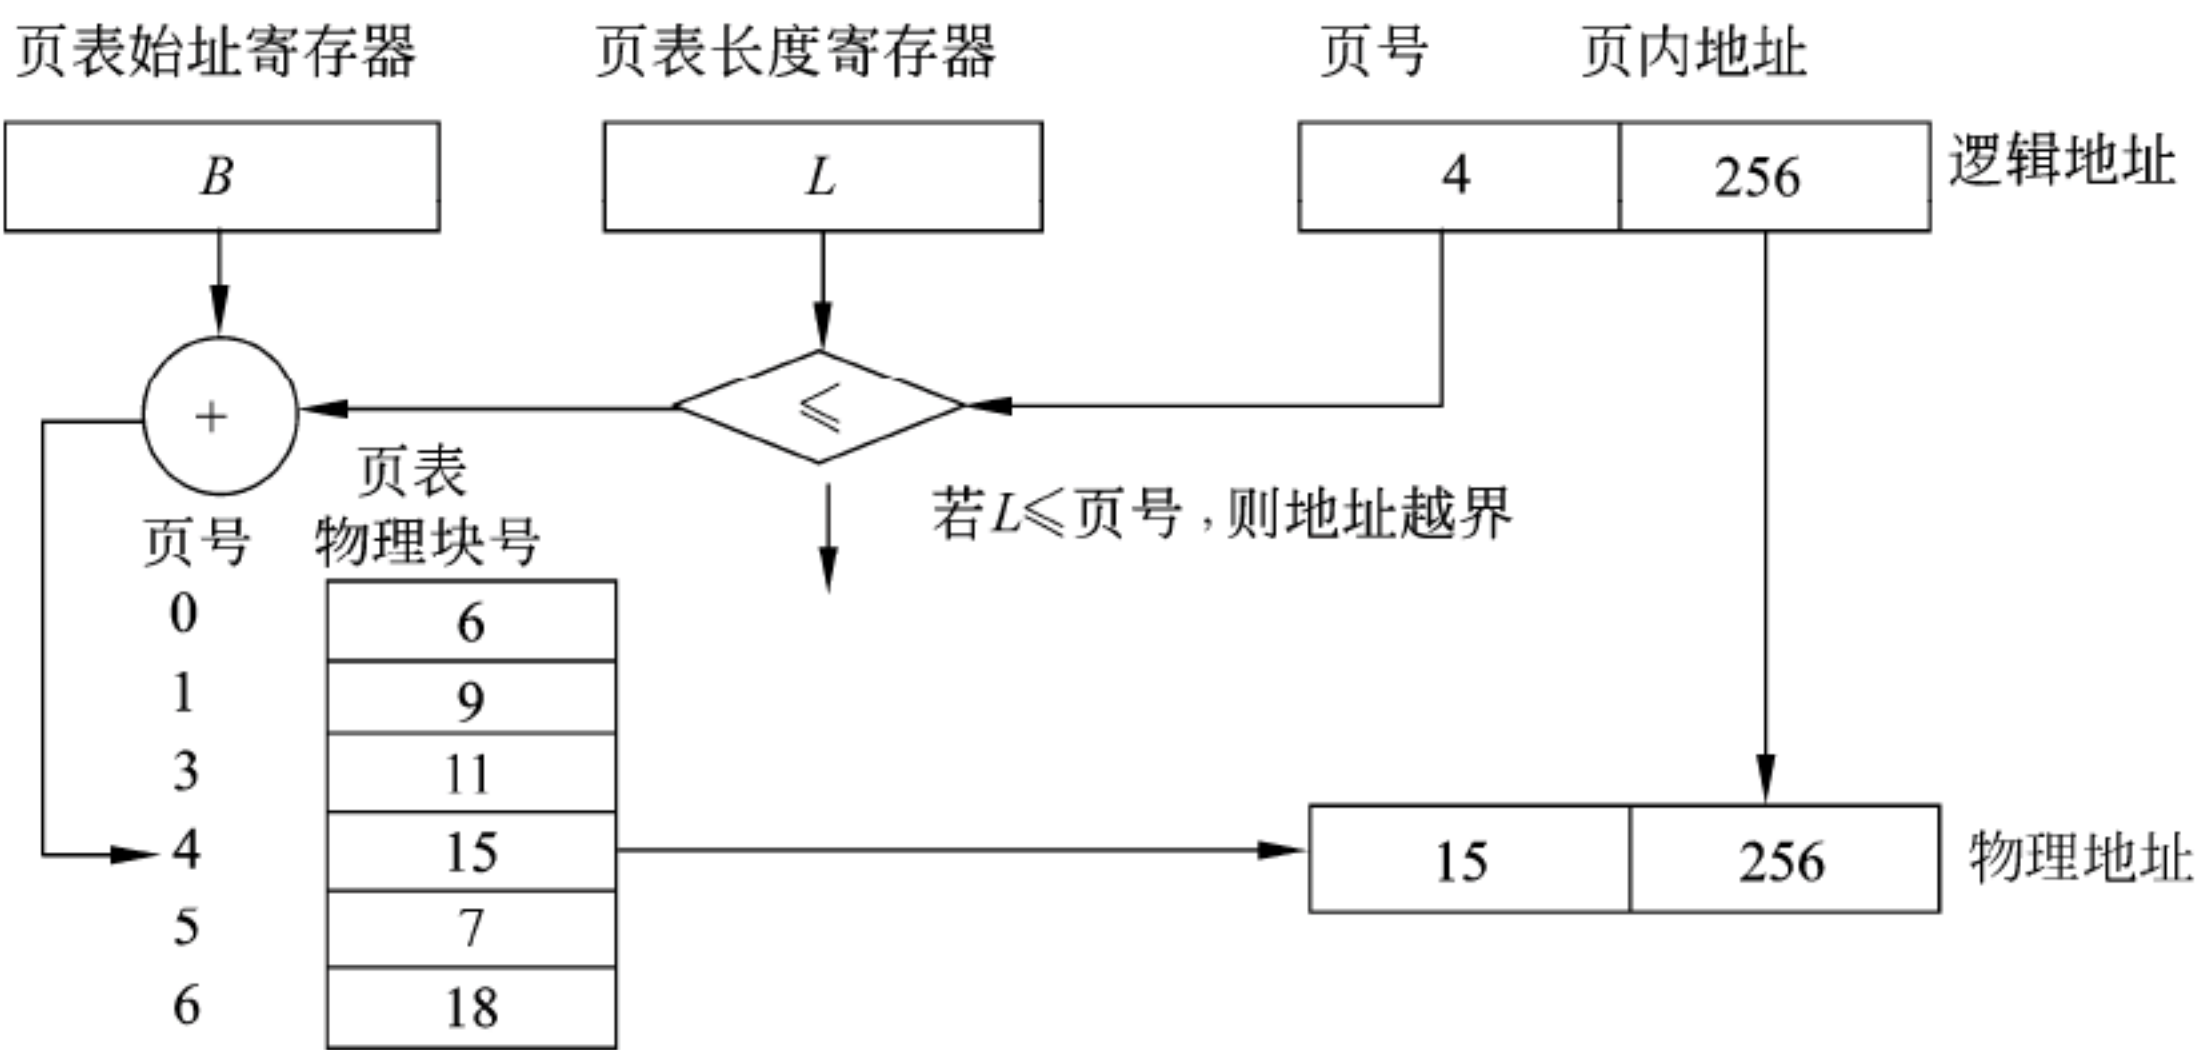 页表始址寄存器 页表长度寄存器 页号 页内地址
B L 4 256 逻辑地址
+ ≤
页表
若L≤页号,则地址越界
页号 物理块号
0 6
1 9
3 11
4 15 15 256 物理地址
5 7
6 18